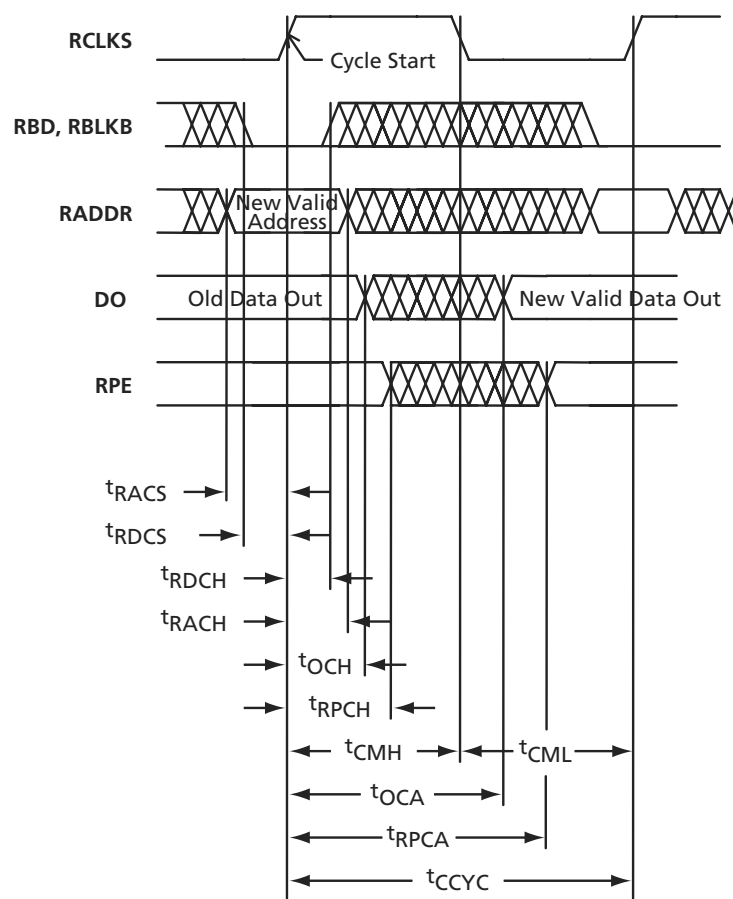 RCLKS
Cycle Start
RBD, RBLKB
RADDR
New Valid
Address
DO
Old Data Out
New Valid Data Out
RPE
tRACS
tRDCS
tRDCH
tRACH
tOCH
tRPCH
tCMH
tCML
tOCA
tRPCA
tCCYC